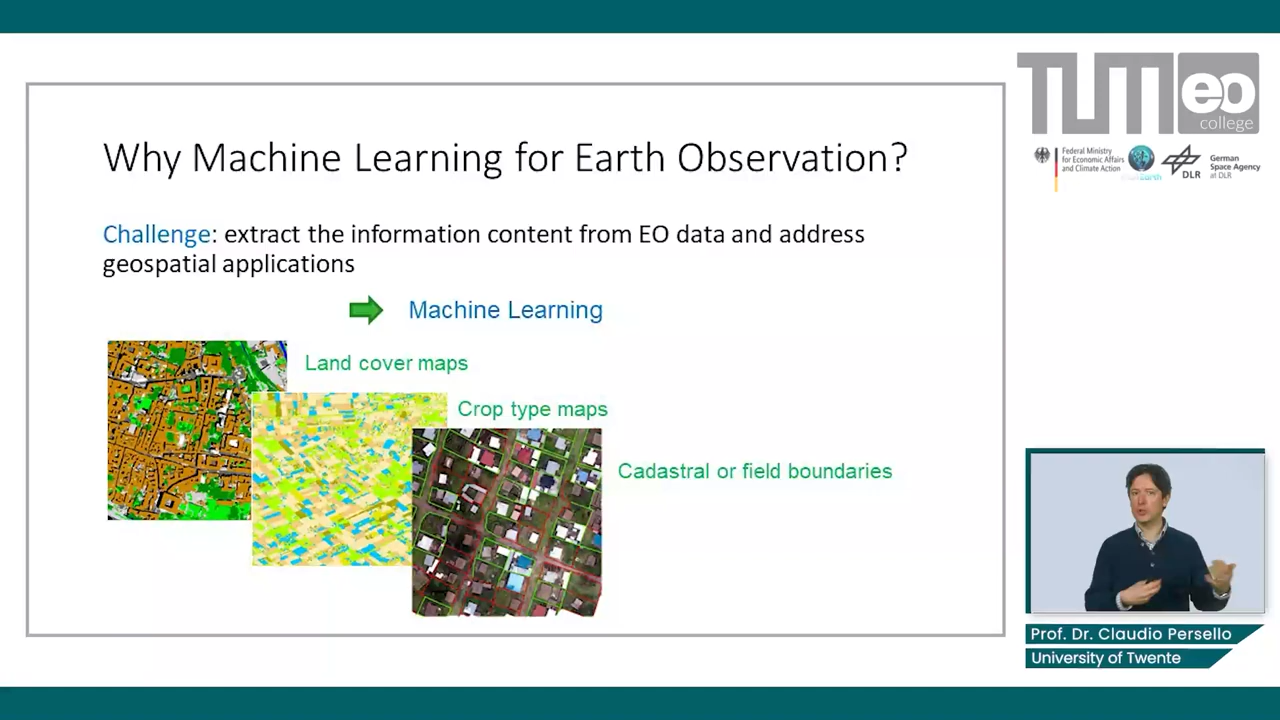 TUM eo
college
Federal Ministry
for Economic Affairs
and Climate Action
DLR
German
Space Agency
at DLR
Why Machine Learning for Earth Observation?
Challenge: extract the information content from EO data and address
geospatial applications
Machine Learning
Land cover maps
Crop type maps
Cadastral or field boundaries
Prof. Dr. Claudio Persello
University of Twente